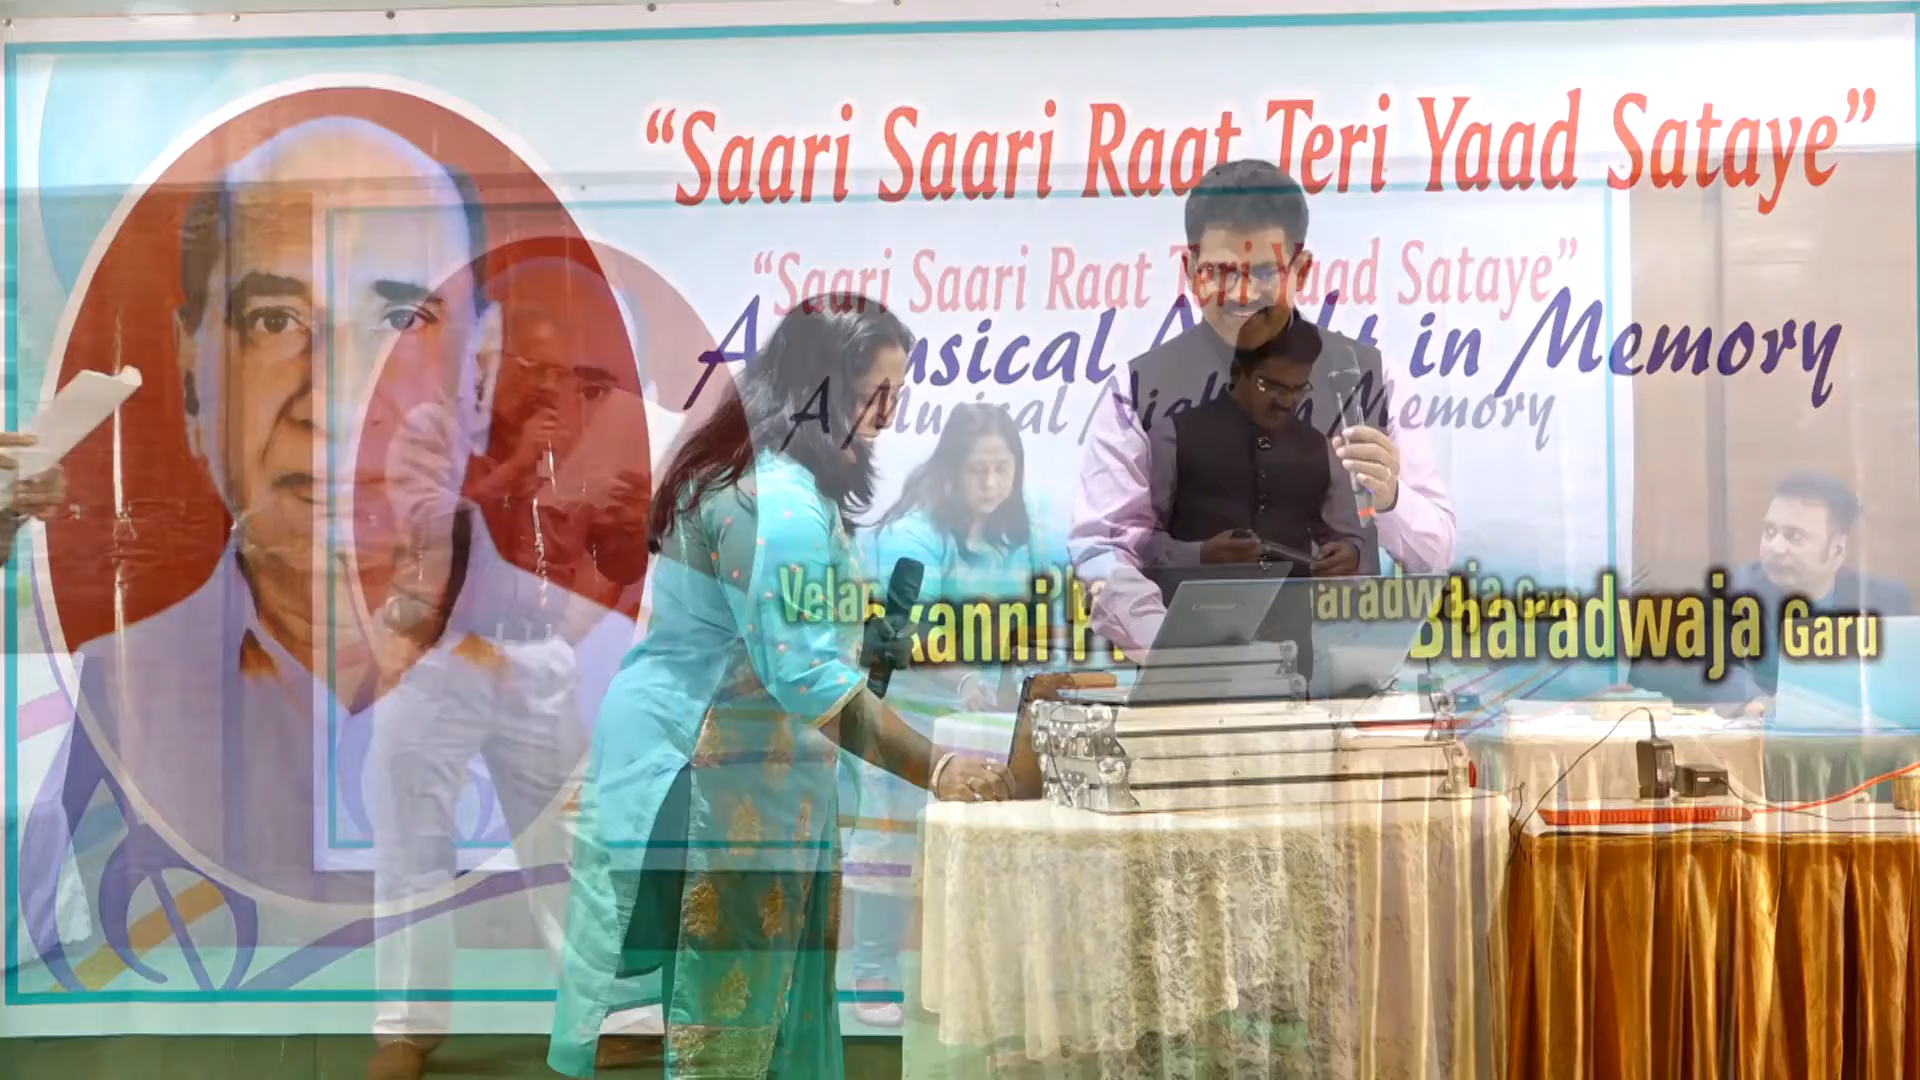 “Saari Saari Raat Teri Yaad Sataye”
“Saari Saari Raat Teri Yaad Sataye”
A Musical Night in Memory
A Musical Night in Memory
Bharadwaja Garu